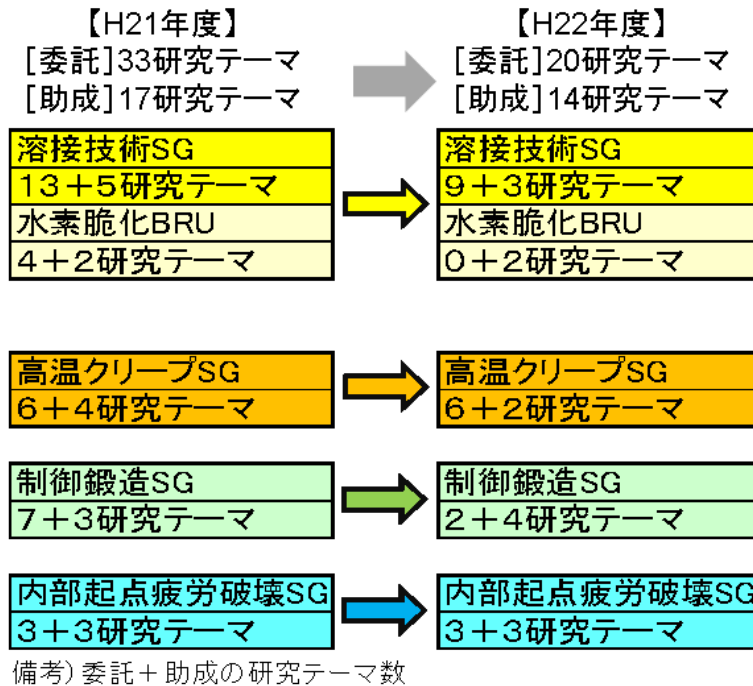 【H21年度】
[委託]33研究テーマ
[助成]17研究テーマ
【H22年度】
[委託]20研究テーマ
[助成]14研究テーマ
溶接技術SG
13+5研究テーマ
水素脆化BRU
4+2研究テーマ
溶接技術SG
9+3研究テーマ
水素脆化BRU
0+2研究テーマ
高温クリープSG
6+4研究テーマ
高温クリープSG
6+2研究テーマ
制御鍛造SG
7+3研究テーマ
制御鍛造SG
2+4研究テーマ
内部起点疲労破壊SG
3+3研究テーマ
内部起点疲労破壊SG
3+3研究テーマ
備考)委託+助成の研究テーマ数